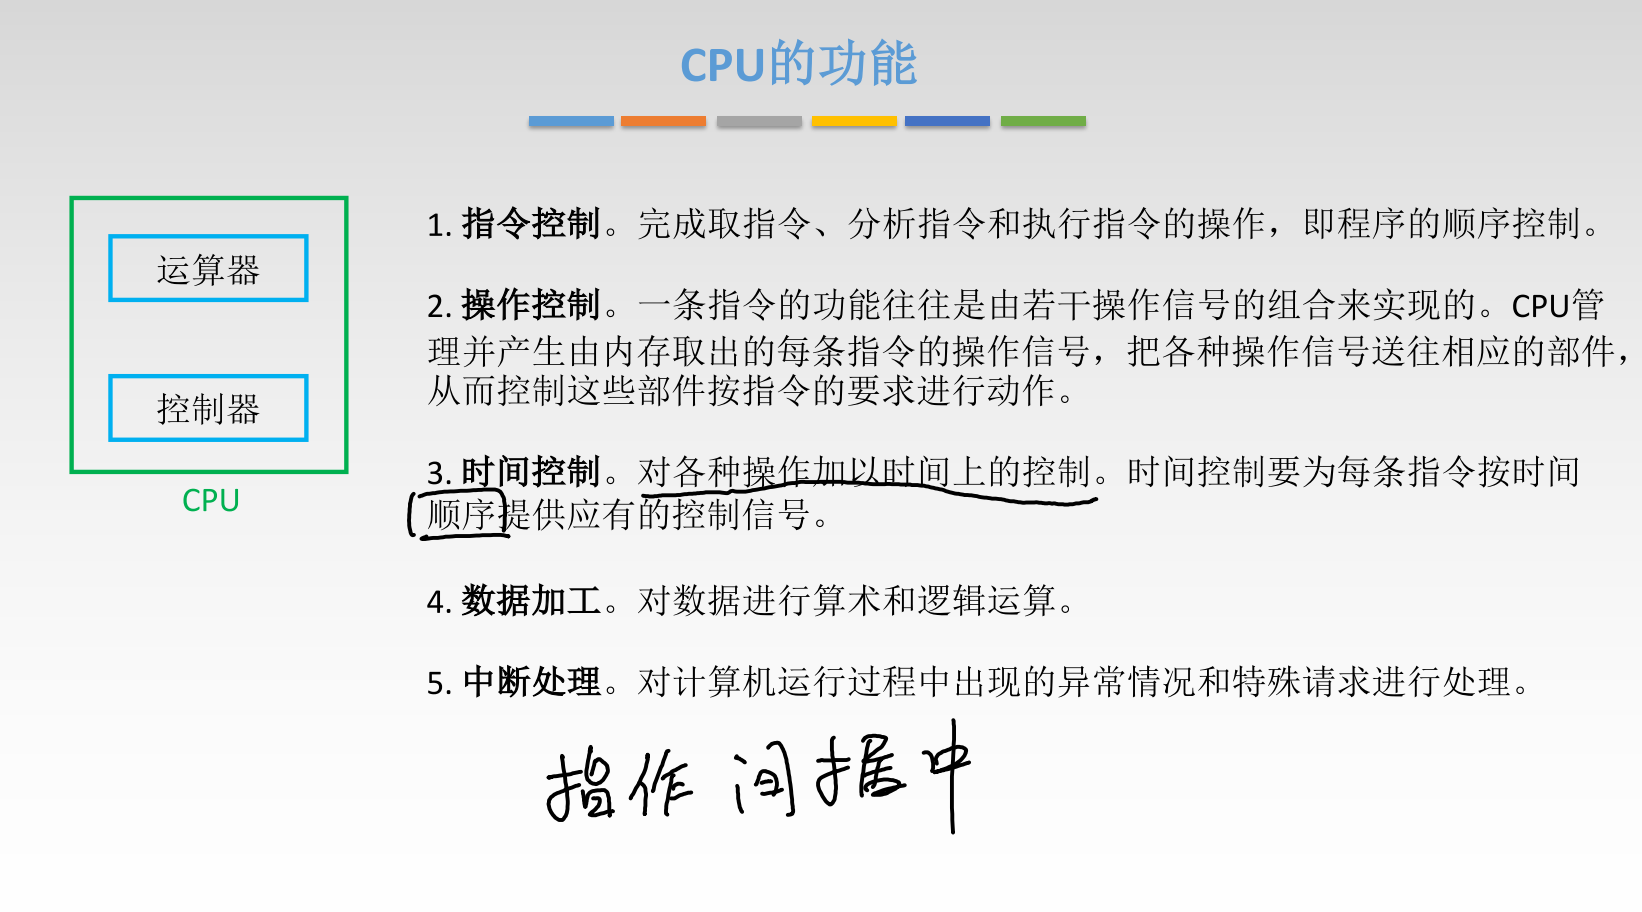 CPU的功能
运算器
控制器
CPU
1. 指令控制。完成取指令、分析指令和执行指令的操作，即程序的顺序控制。
2. 操作控制。一条指令的功能往往是由若干操作信号的组合来实现的。CPU管
理并产生由内存取出的每条指令的操作信号，把各种操作信号送往相应的部件，
从而控制这些部件按指令的要求进行动作。
3. 时间控制。对各种操作加以时间上的控制。时间控制要为每条指令按时间
顺序提供应有的控制信号。
4. 数据加工。对数据进行算术和逻辑运算。
5. 中断处理。对计算机运行过程中出现的异常情况和特殊请求进行处理。
指作间据中